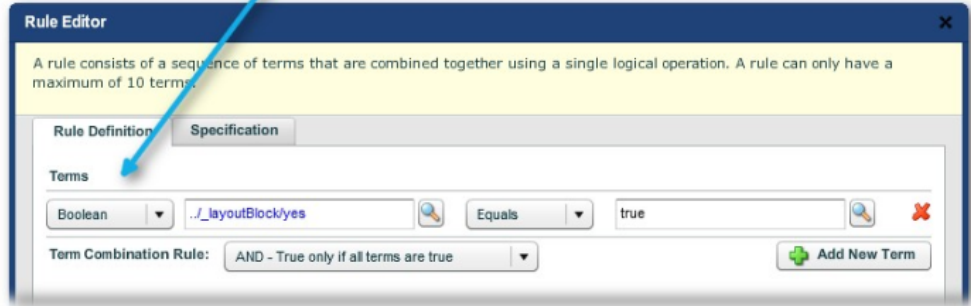 Rule Editor
A rule consists of a sequence of terms that are combined together using a single logical operation. A rule can only have a
maximum of 10 terms.
Rule Definition Specification
Terms
Boolean ../_layoutBlock/yes Equals true
Term Combination Rule: AND - True only if all terms are true Add New Term